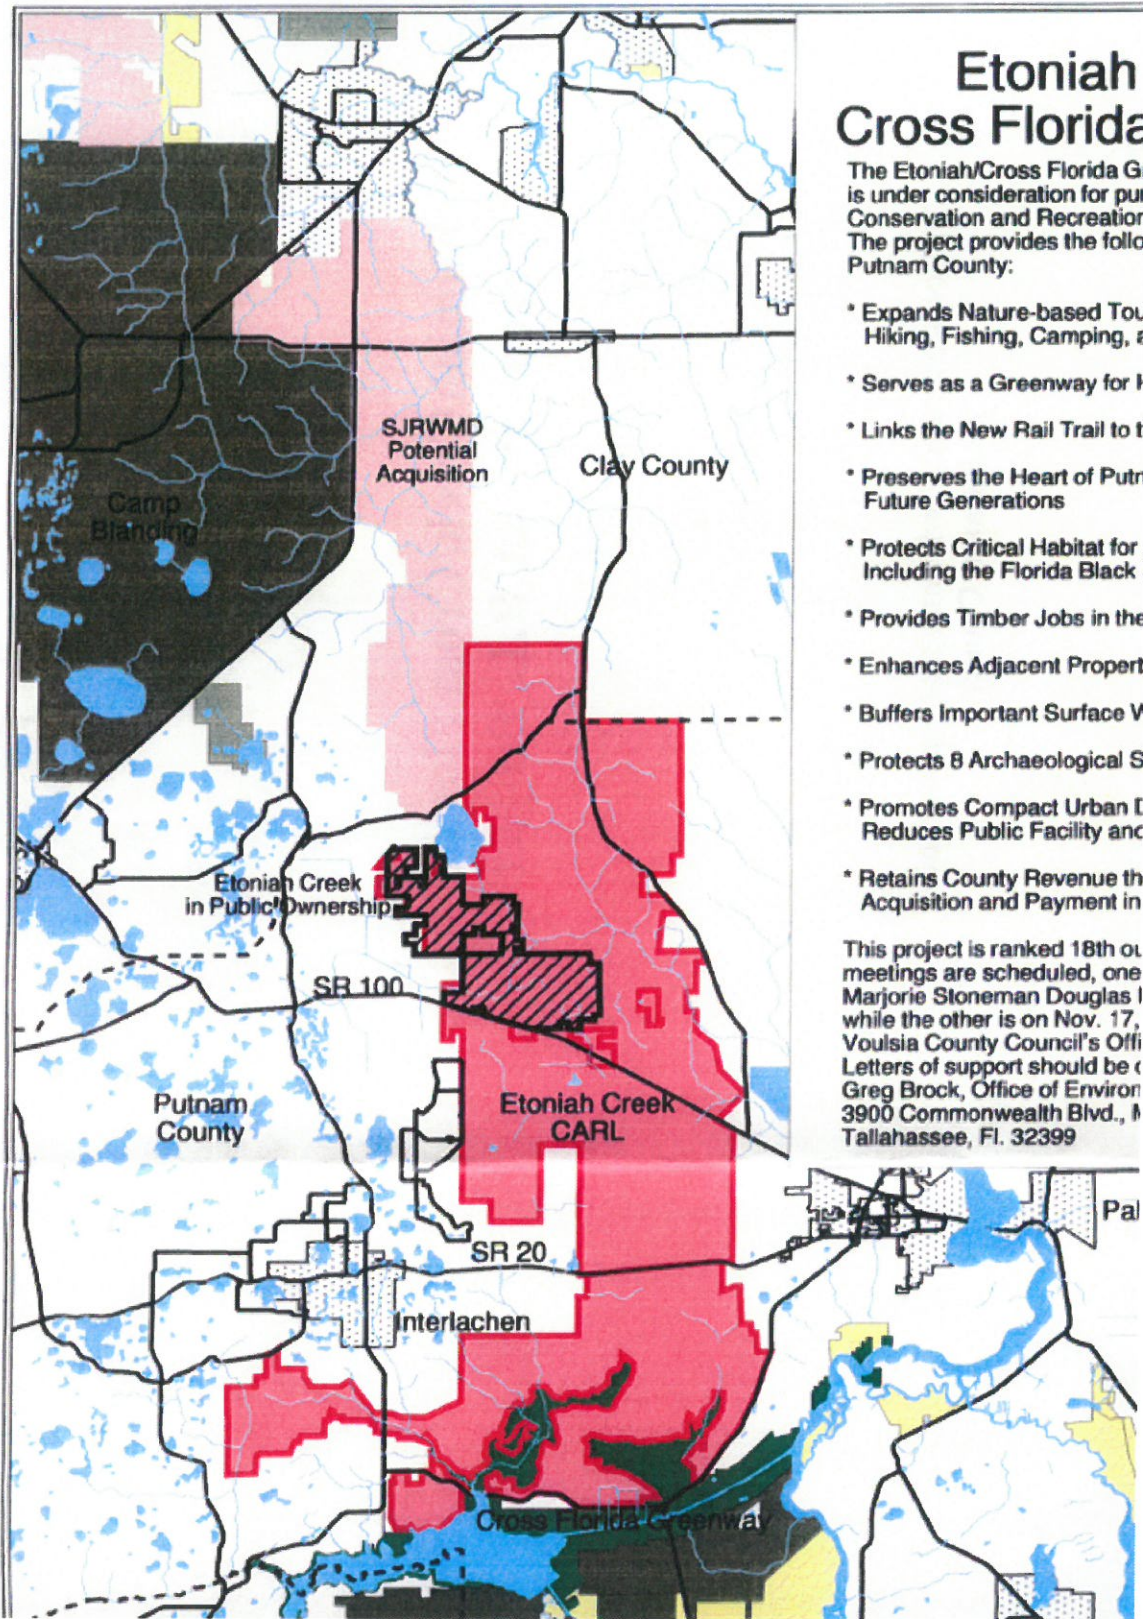 Etoniah
Cross Florida
The Etoniah/Cross Florida G
is under consideration for pu
Conservation and Recreation
The project provides the follo
Putnam County:
* Expands Nature-based Tou
Hiking, Fishing, Camping, a
* Serves as a Greenway for H
* Links the New Rail Trail to t
* Preserves the Heart of Putn
Future Generations
* Protects Critical Habitat for
Including the Florida Black
* Provides Timber Jobs in the
* Enhances Adjacent Propert
* Buffers Important Surface W
* Protects 8 Archaeological S
* Promotes Compact Urban D
Reduces Public Facility and
* Retains County Revenue th
Acquisition and Payment in
This project is ranked 18th ou
meetings are scheduled, one
Marjorie Stoneman Douglas
while the other is on Nov. 17,
Voulsia County Council's Offi
Letters of support should be
Greg Brock, Office of Environ
3900 Commonwealth Blvd., M
Tallahassee, Fl. 32399
SJRWMD
Potential
Acquisition
Clay County
Camp
Blanding
Etoniah Creek
in Public Ownership
SR 100
Putnam
County
Etoniah Creek
CARL
Pal
SR 20
Interlachen
Cross Florida Greenway